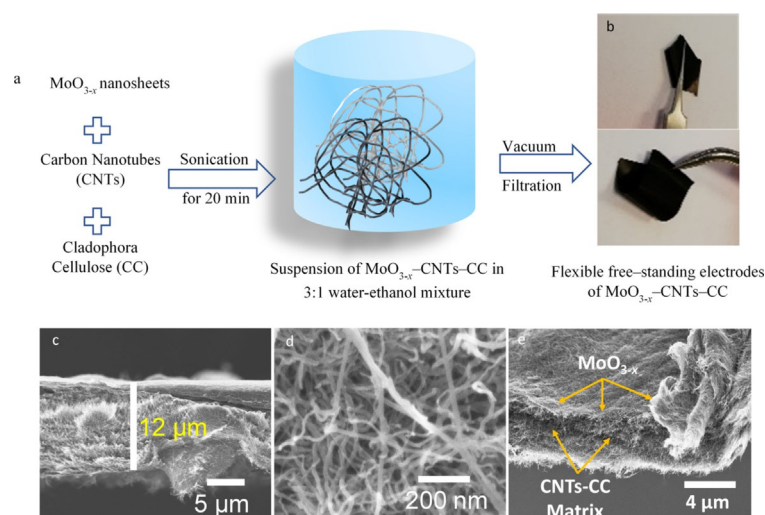 a
MoO3-x nanosheets
Carbon Nanotubes
(CNTs)
Cladophora
Cellulose (CC)
Sonication
for 20 min
Suspension of MoO3-x–CNTs–CC in
3:1 water-ethanol mixture
Vacuum
Filtration
b
Flexible free–standing electrodes
of MoO3-x–CNTs–CC
c
12 μm
5 μm
d
200 nm
e
MoO3-x
CNTs-CC
Matrix
4 μm